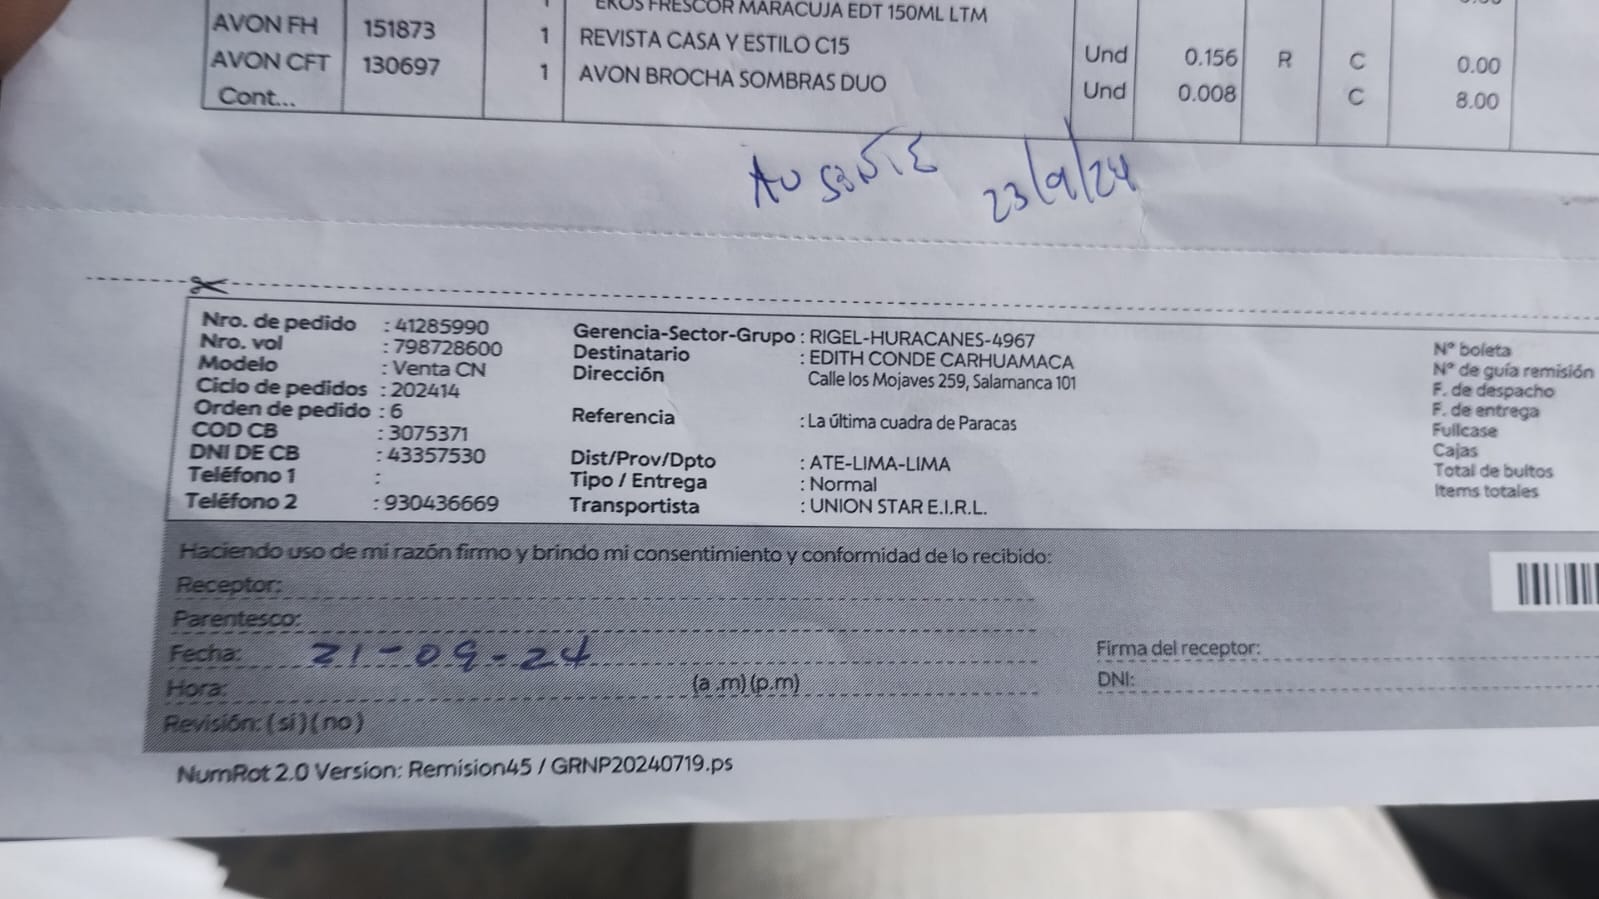 EKOS FRESCOR MARACUJA EDT 150ML LTM
AVON FH 151873 1 REVISTA CASA Y ESTILO C15 Und 0.156 R C 0.00
AVON CFT 130697 1 AVON BROCHA SOMBRAS DUO Und 0.008 C 8.00
Cont...
AUSENTE 23/9/24
Nro. de pedido : 41285990
Nro. vol : 798728600
Modelo : Venta CN
Ciclo de pedidos : 202414
Orden de pedido : 6
COD CB : 3075371
DNI DE CB : 43357530
Teléfono 1 :
Teléfono 2 : 930436669
Gerencia-Sector-Grupo : RIGEL-HURACANES-4967
Destinatario : EDITH CONDE CARHUAMACA
Dirección Calle los Mojaves 259, Salamanca 101
Referencia : La última cuadra de Paracas
Dist/Prov/Dpto : ATE-LIMA-LIMA
Tipo / Entrega : Normal
Transportista : UNION STAR E.I.R.L.
N° boleta
N° de guía remisión
F. de despacho
F. de entrega
Fullcase
Cajas
Total de bultos
Items totales
Haciendo uso de mi razón firmo y brindo mi consentimiento y conformidad de lo recibido:
Receptor:
Parentesco:
Fecha: 21-09-24
Hora: (a .m) (p.m)
Revisión: ( si ) ( no )
Firma del receptor:
DNI:
NumRot 2.0 Version: Remision45 / GRNP20240719.ps